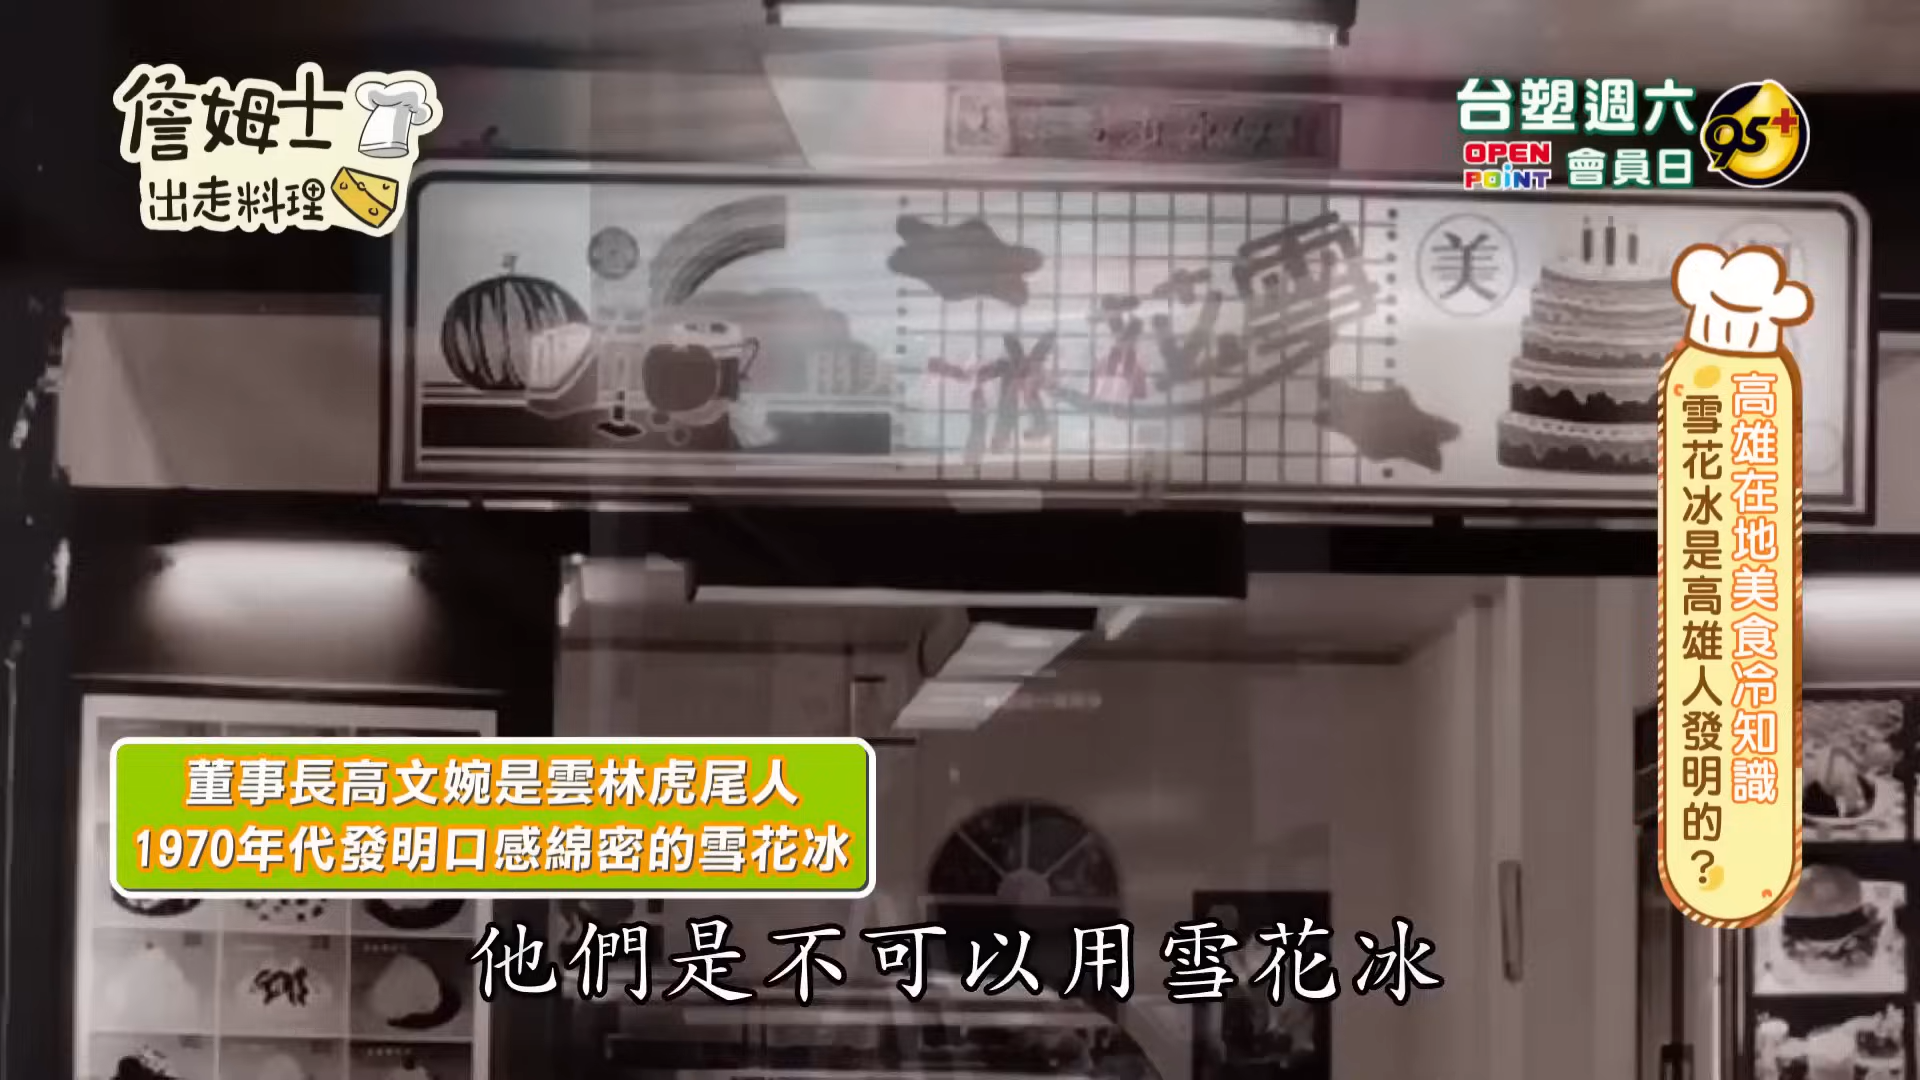 詹姆士
出走料理
台塑週六
OPEN
POINT
會員日
95+
雪花冰
美
高雄在地美食冷知識
雪花冰是高雄人發明的？
董事長高文婉是雲林虎尾人
1970年代發明口感綿密的雪花冰
他們是不可以用雪花冰